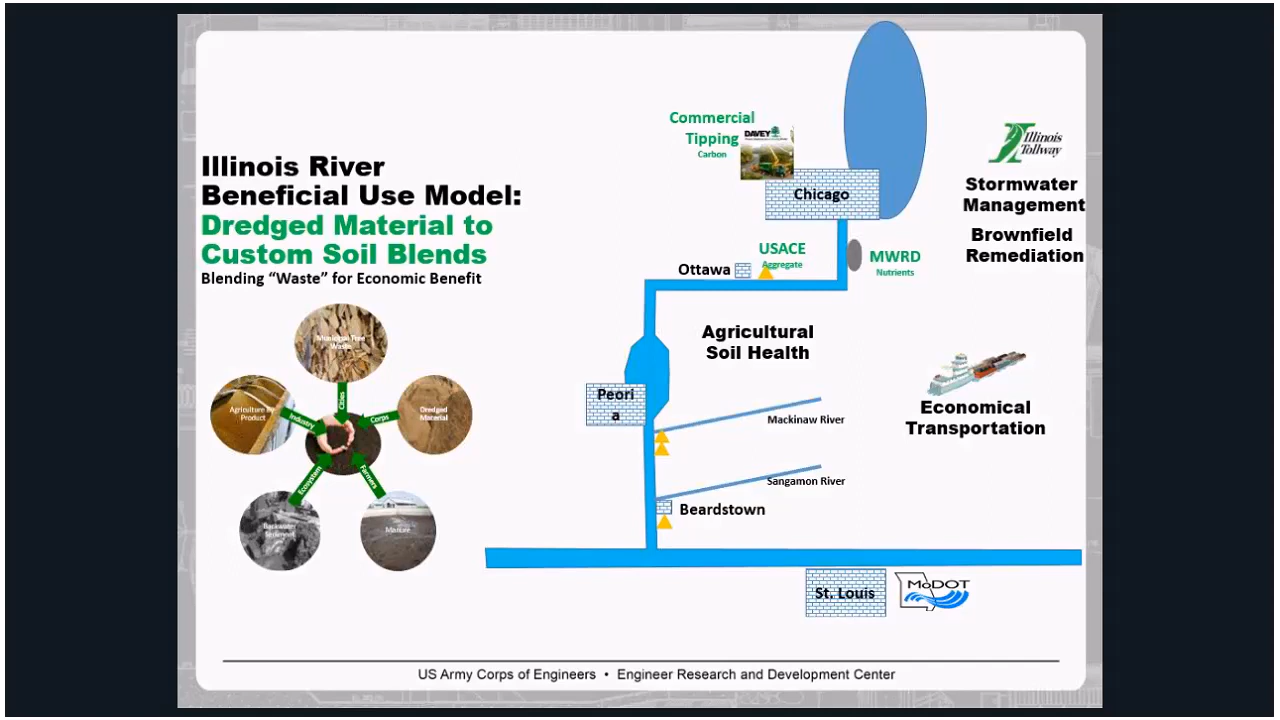 Illinois River
Beneficial Use Model:
Dredged Material to
Custom Soil Blends
Blending “Waste” for Economic Benefit
Municipal Tree
Waste
Agriculture By
Product
Dredged
Material
Cities
Industry
Corps
Ecosystem
Farmers
Backwater
Sediment
Manure
Commercial
Tipping
Carbon
DAVEY
Chicago
USACE
Aggregate
Ottawa
MWRD
Nutrients
Agricultural
Soil Health
Peori
a
Mackinaw River
Sangamon River
Beardstown
St. Louis
MoDOT
Illinois
Tollway
Stormwater
Management
Brownfield
Remediation
Economical
Transportation
US Army Corps of Engineers • Engineer Research and Development Center